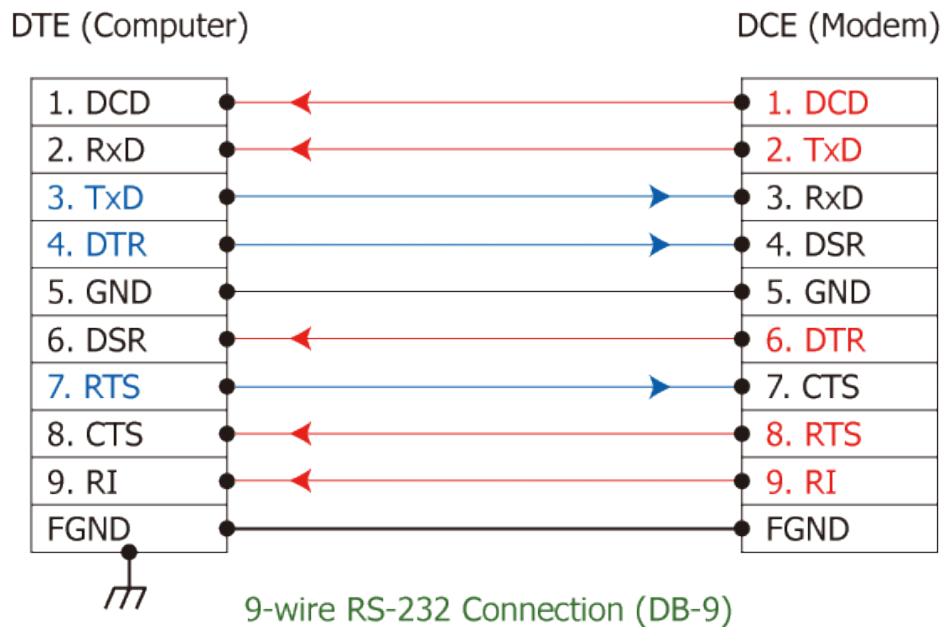 DTE (Computer) DCE (Modem)
1. DCD 1. DCD
2. RxD 2. TxD
3. TxD 3. RxD
4. DTR 4. DSR
5. GND 5. GND
6. DSR 6. DTR
7. RTS 7. CTS
8. CTS 8. RTS
9. RI 9. RI
FGND FGND
9-wire RS-232 Connection (DB-9)